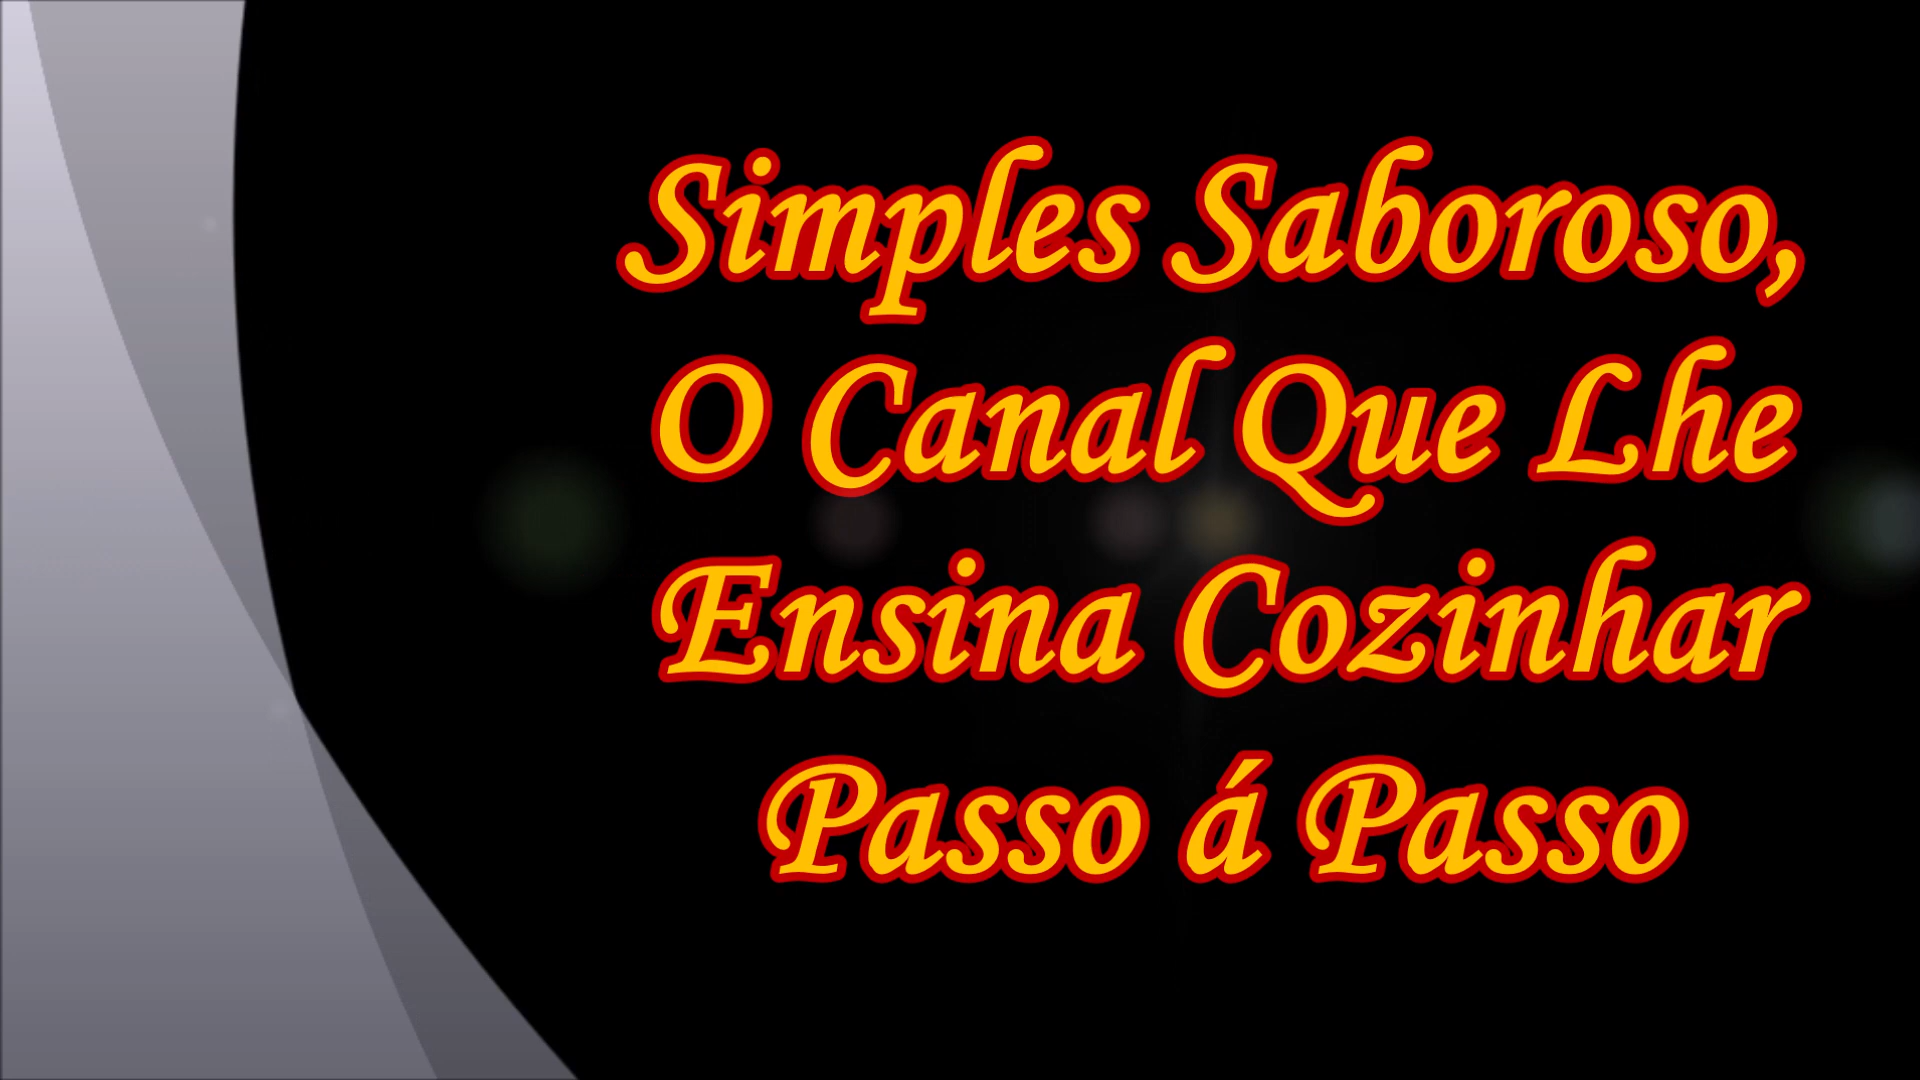 Simples Saboroso,
O Canal Que Lhe
Ensina Cozinhar
Passo á Passo